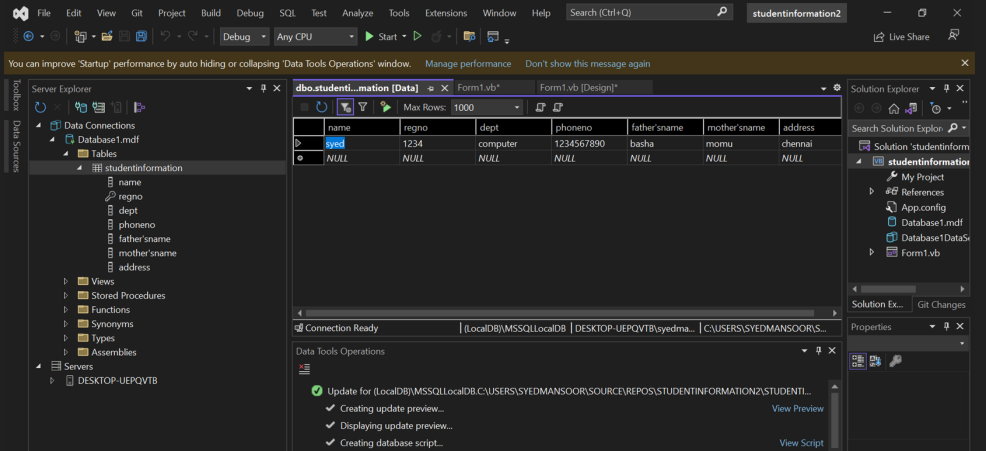 File Edit View Git Project Build Debug SQL Test Analyze Tools Extensions Window Help Search (Ctrl+Q) studentinformation2
Debug Any CPU Start Live Share
You can improve 'Startup' performance by auto hiding or collapsing 'Data Tools Operations' window. Manage performance Don't show this message again
Toolbox
Data Sources
Server Explorer
Data Connections
Database1.mdf
Tables
studentinformation
name
regno
dept
phoneno
father'sname
mother'sname
address
Views
Stored Procedures
Functions
Synonyms
Types
Assemblies
Servers
DESKTOP-UEPQVTB
dbo.studenti...mation [Data] Form1.vb* Form1.vb [Design]*
Max Rows: 1000
name regno dept phoneno father'sname mother'sname address
syed 1234 computer 1234567890 basha momu chennai
NULL NULL NULL NULL NULL NULL NULL
Connection Ready (LocalDB)\MSSQLLocalDB DESKTOP-UEPQVTB\syedma... C:\USERS\SYEDMANSOOR\S...
Data Tools Operations
Update for (LocalDB)\MSSQLLocalDB.C:\USERS\SYEDMANSOOR\SOURCE\REPOS\STUDENTINFORMATION2\STUDENTI...
Creating update preview... View Preview
Displaying update preview...
Creating database script... View Script
Solution Explorer
Search Solution Explor
Solution 'studentinform
studentinformation
My Project
References
App.config
Database1.mdf
Database1DataSe
Form1.vb
Solution Ex... Git Changes
Properties